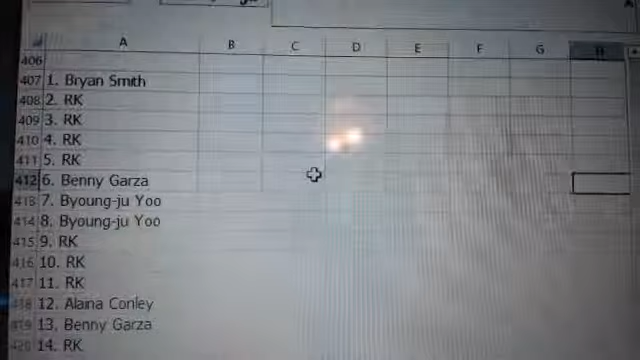 A B C D E F G H
406
407 1. Bryan Smith
408 2. RK
409 3. RK
410 4. RK
411 5. RK
412 6. Benny Garza
413 7. Byoung-ju Yoo
414 8. Byoung-ju Yoo
415 9. RK
416 10. RK
417 11. RK
418 12. Alaina Conley
419 13. Benny Garza
420 14. RK